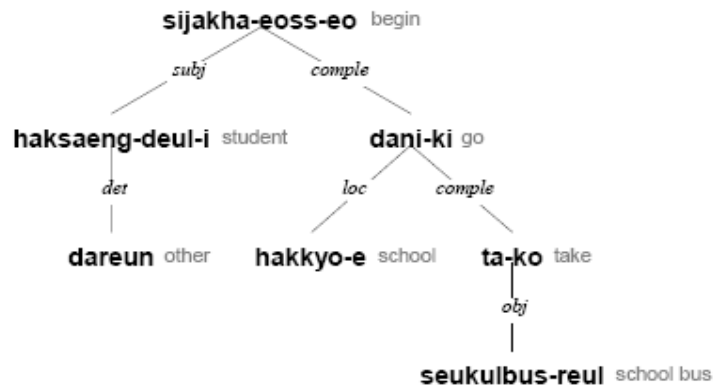 sijakha-eoss-eo begin
subj comple
haksaeng-deul-i student dani-ki go
det loc comple
dareun other hakkyo-e school ta-ko take
obj
seukulbus-reul school bus